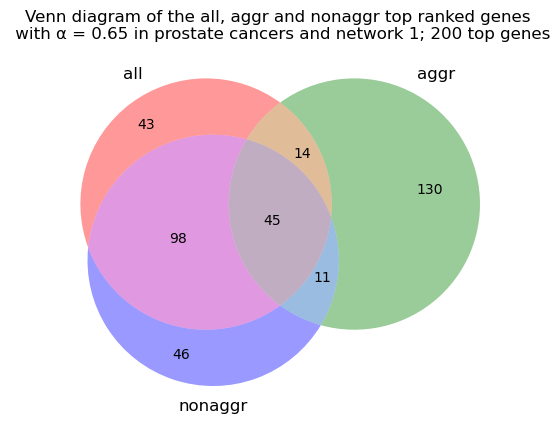 Venn diagram of the all, aggr and nonaggr top ranked genes
with α = 0.65 in prostate cancers and network 1; 200 top genes
all
aggr
43
14
130
45
98
11
46
nonaggr